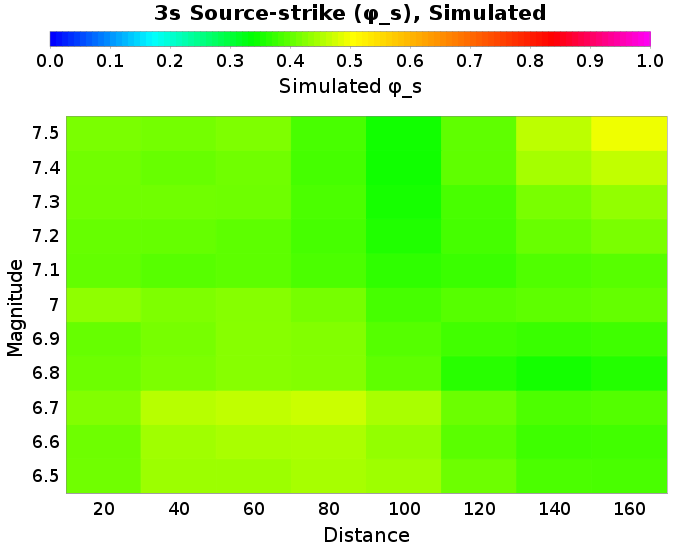 3s Source-strike (φ_s), Simulated
0.0 0.1 0.2 0.3 0.4 0.5 0.6 0.7 0.8 0.9 1.0
Simulated φ_s
7.5
7.4
7.3
7.2
7.1
7
6.9
6.8
6.7
6.6
6.5
Magnitude
20 40 60 80 100 120 140 160
Distance